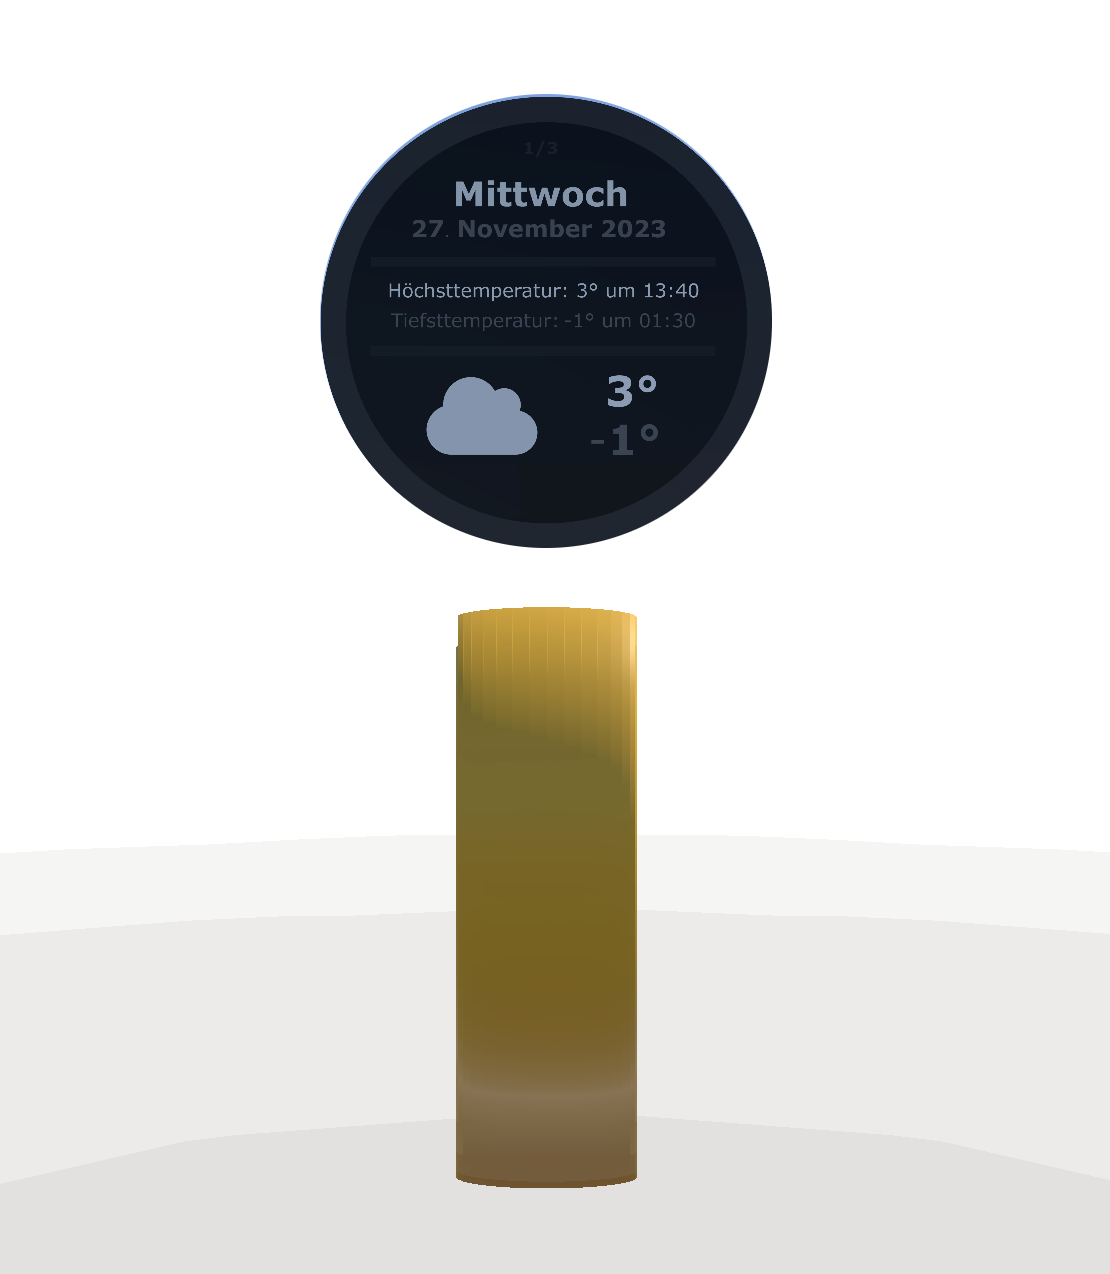 1/3
Mittwoch
27. November 2023
Höchsttemperatur: 3° um 13:40
Tiefsttemperatur: -1° um 01:30
3°
-1°